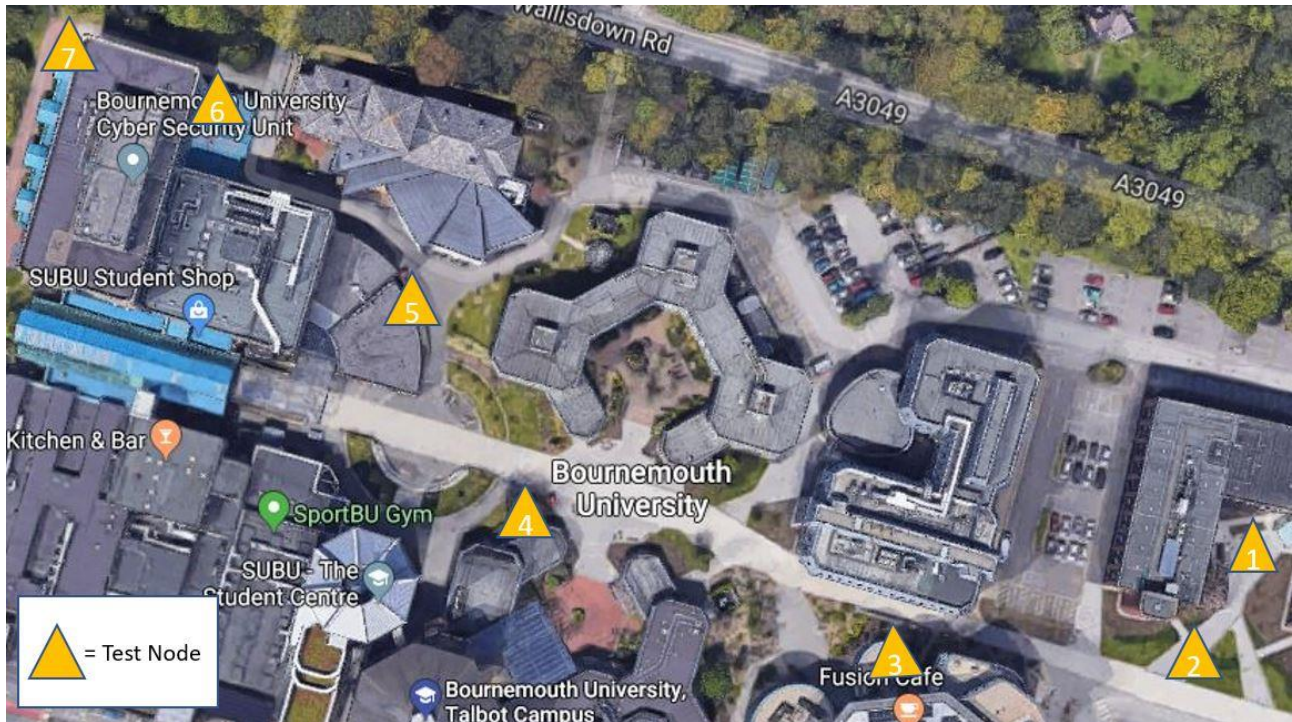 Wallisdown Rd
A3049
A3049
7
6
Bournemouth University
Cyber Security Unit
SUBU Student Shop
5
Kitchen & Bar
SportBU Gym
Bournemouth
University
4
SUBU - The
Student Centre
1
2
3
Fusion Cafe
Bournemouth University,
Talbot Campus
= Test Node